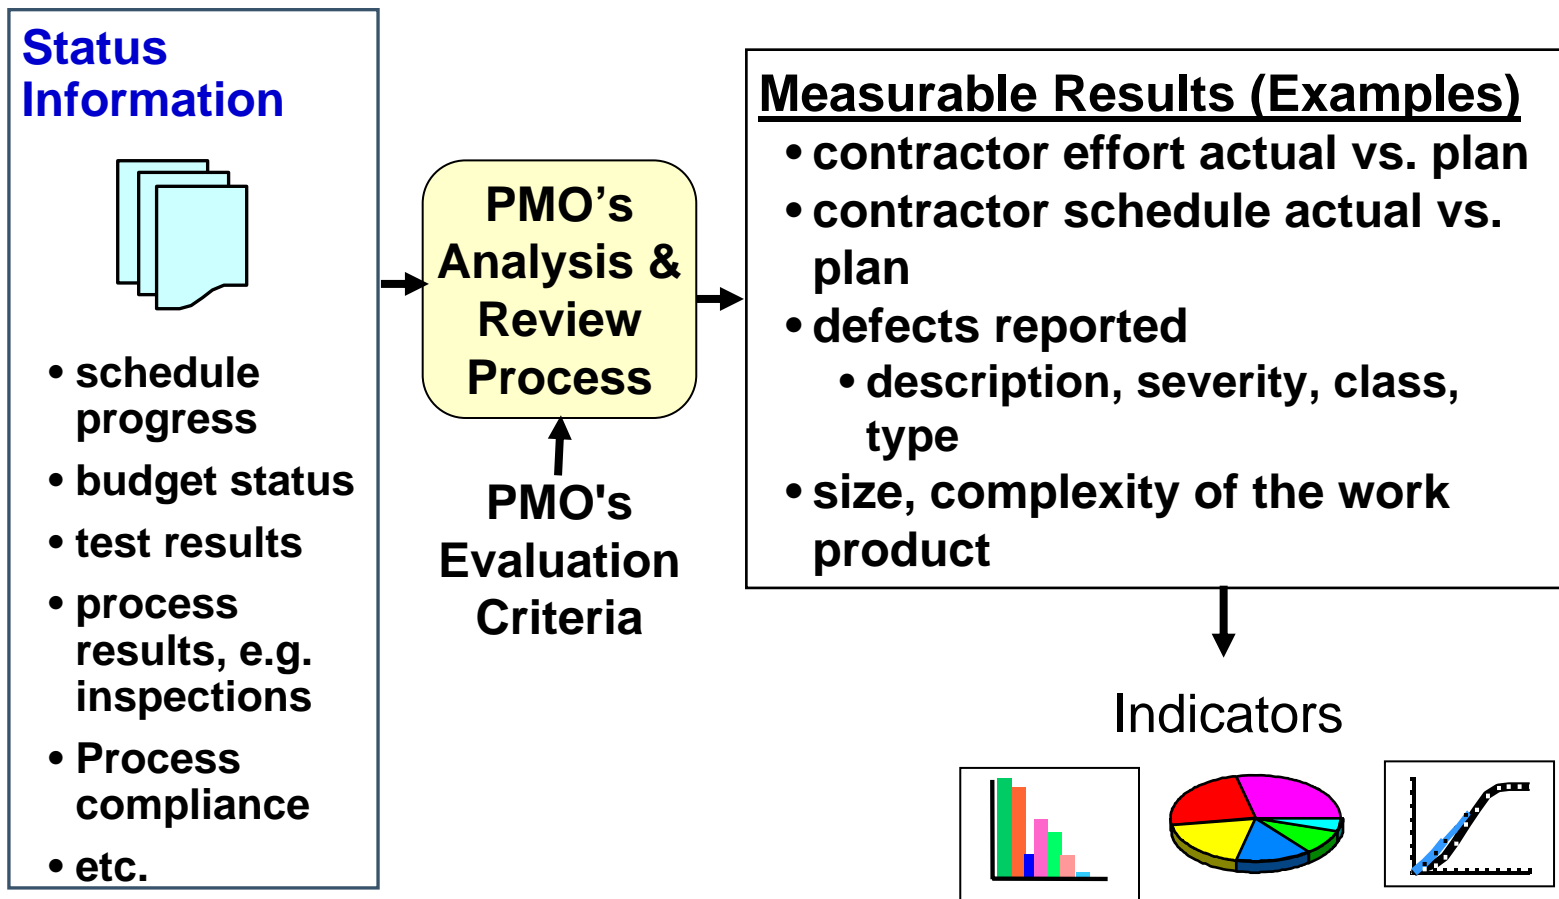 Status
Information
• schedule
progress
• budget status
• test results
• process
results, e.g.
inspections
• Process
compliance
• etc.
PMO’s
Analysis &
Review
Process
PMO's
Evaluation
Criteria
Measurable Results (Examples)
• contractor effort actual vs. plan
• contractor schedule actual vs.
plan
• defects reported
• description, severity, class,
type
• size, complexity of the work
product
Indicators